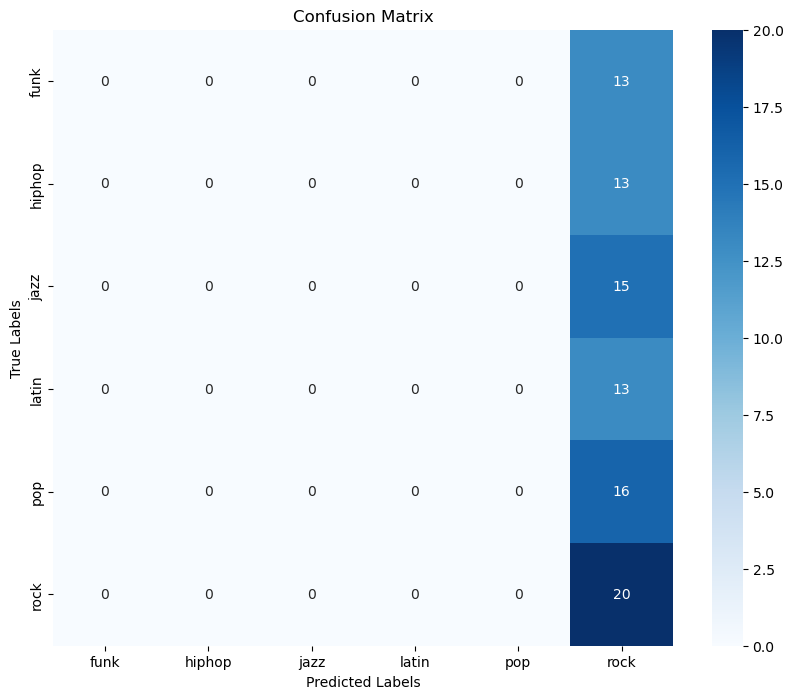 Confusion Matrix
funk 0 0 0 0 0 13
hiphop 0 0 0 0 0 13
jazz 0 0 0 0 0 15
latin 0 0 0 0 0 13
pop 0 0 0 0 0 16
rock 0 0 0 0 0 20
True Labels
funk hiphop jazz latin pop rock
Predicted Labels
20.0
17.5
15.0
12.5
10.0
7.5
5.0
2.5
0.0